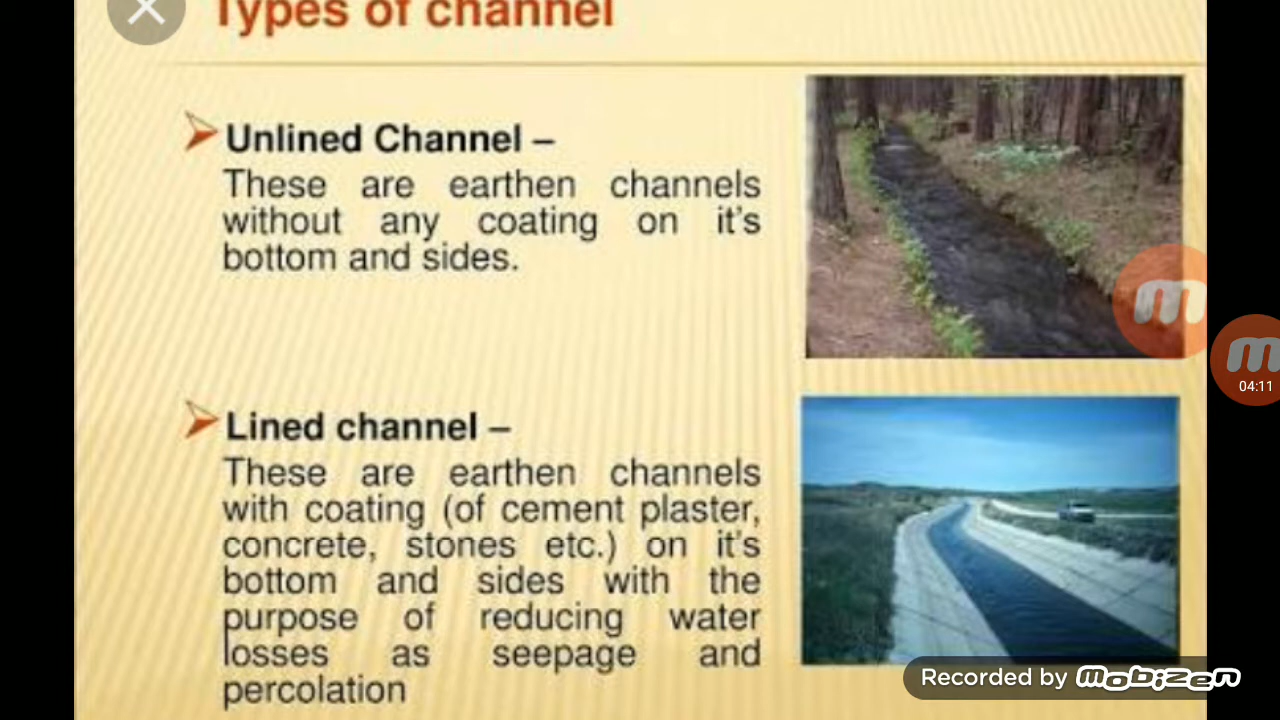 Types of channel
Unlined Channel –
These are earthen channels
without any coating on it's
bottom and sides.
Lined channel –
These are earthen channels
with coating (of cement plaster,
concrete, stones etc.) on it's
bottom and sides with the
purpose of reducing water
losses as seepage and
percolation
04:11
Recorded by mobizen